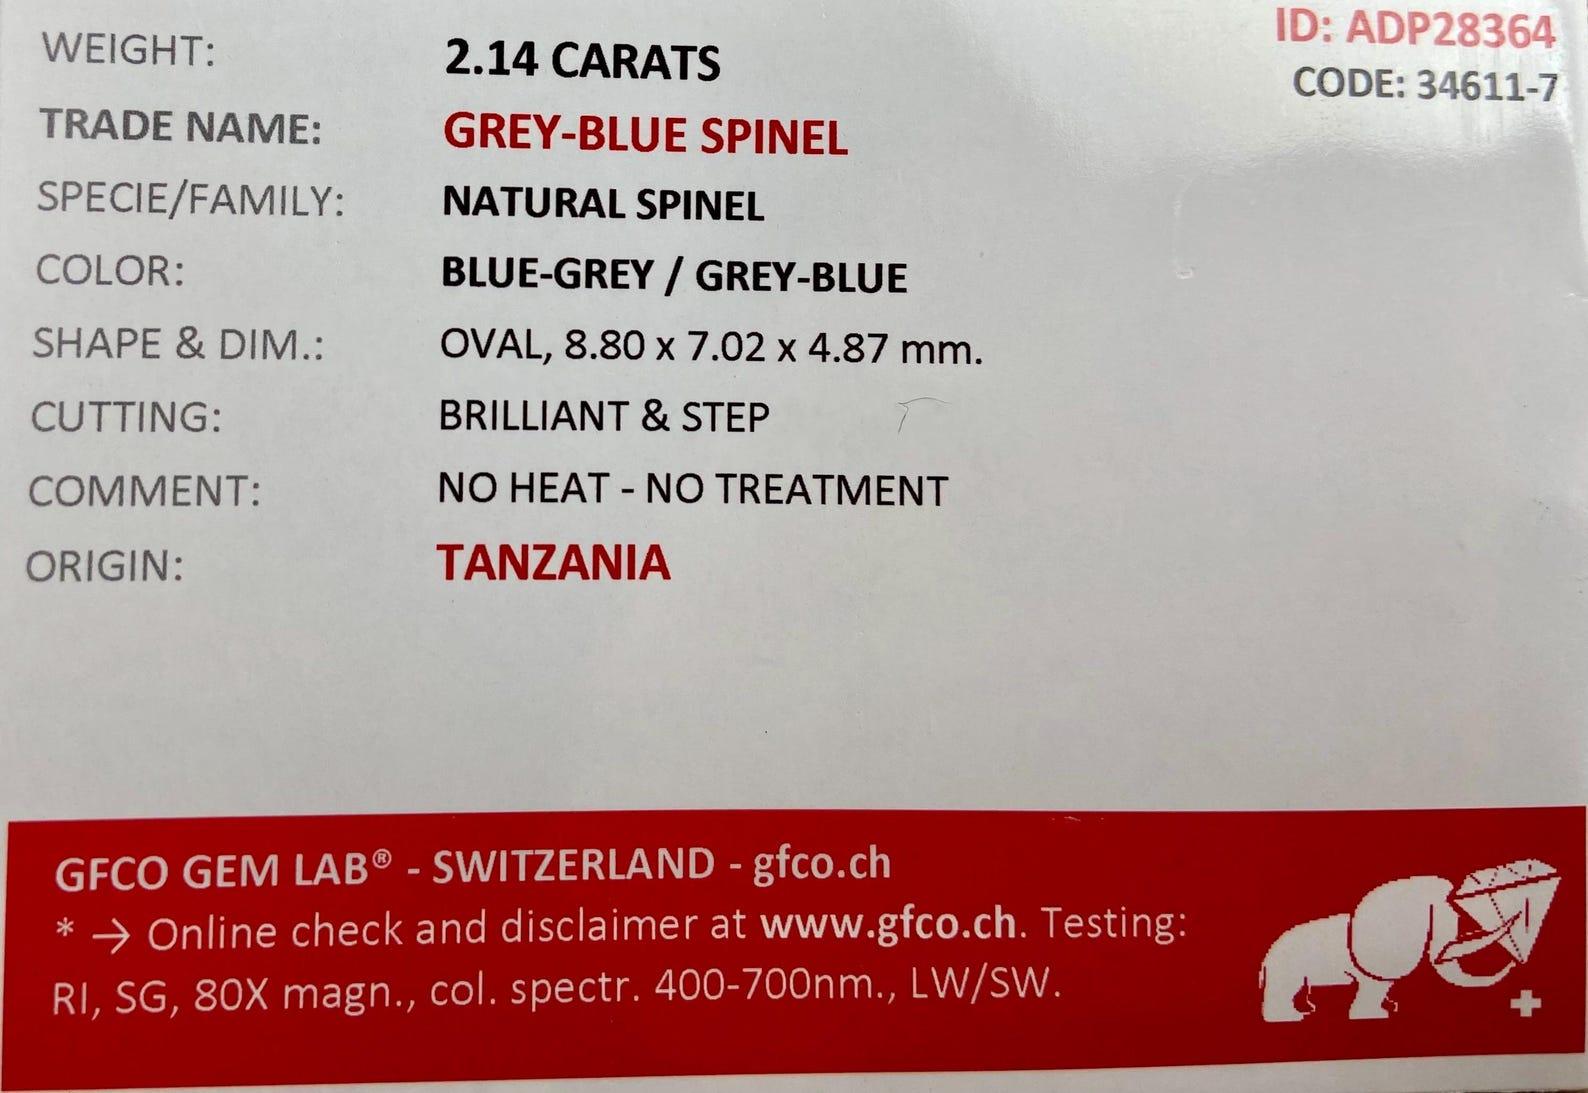 ID: ADP28364
CODE: 34611-7
WEIGHT: 2.14 CARATS
TRADE NAME: GREY-BLUE SPINEL
SPECIE/FAMILY: NATURAL SPINEL
COLOR: BLUE-GREY / GREY-BLUE
SHAPE & DIM.: OVAL, 8.80 x 7.02 x 4.87 mm.
CUTTING: BRILLIANT & STEP
COMMENT: NO HEAT - NO TREATMENT
ORIGIN: TANZANIA
GFCO GEM LAB® - SWITZERLAND - gfco.ch
* → Online check and disclaimer at www.gfco.ch. Testing:
RI, SG, 80X magn., col. spectr. 400-700nm., LW/SW.